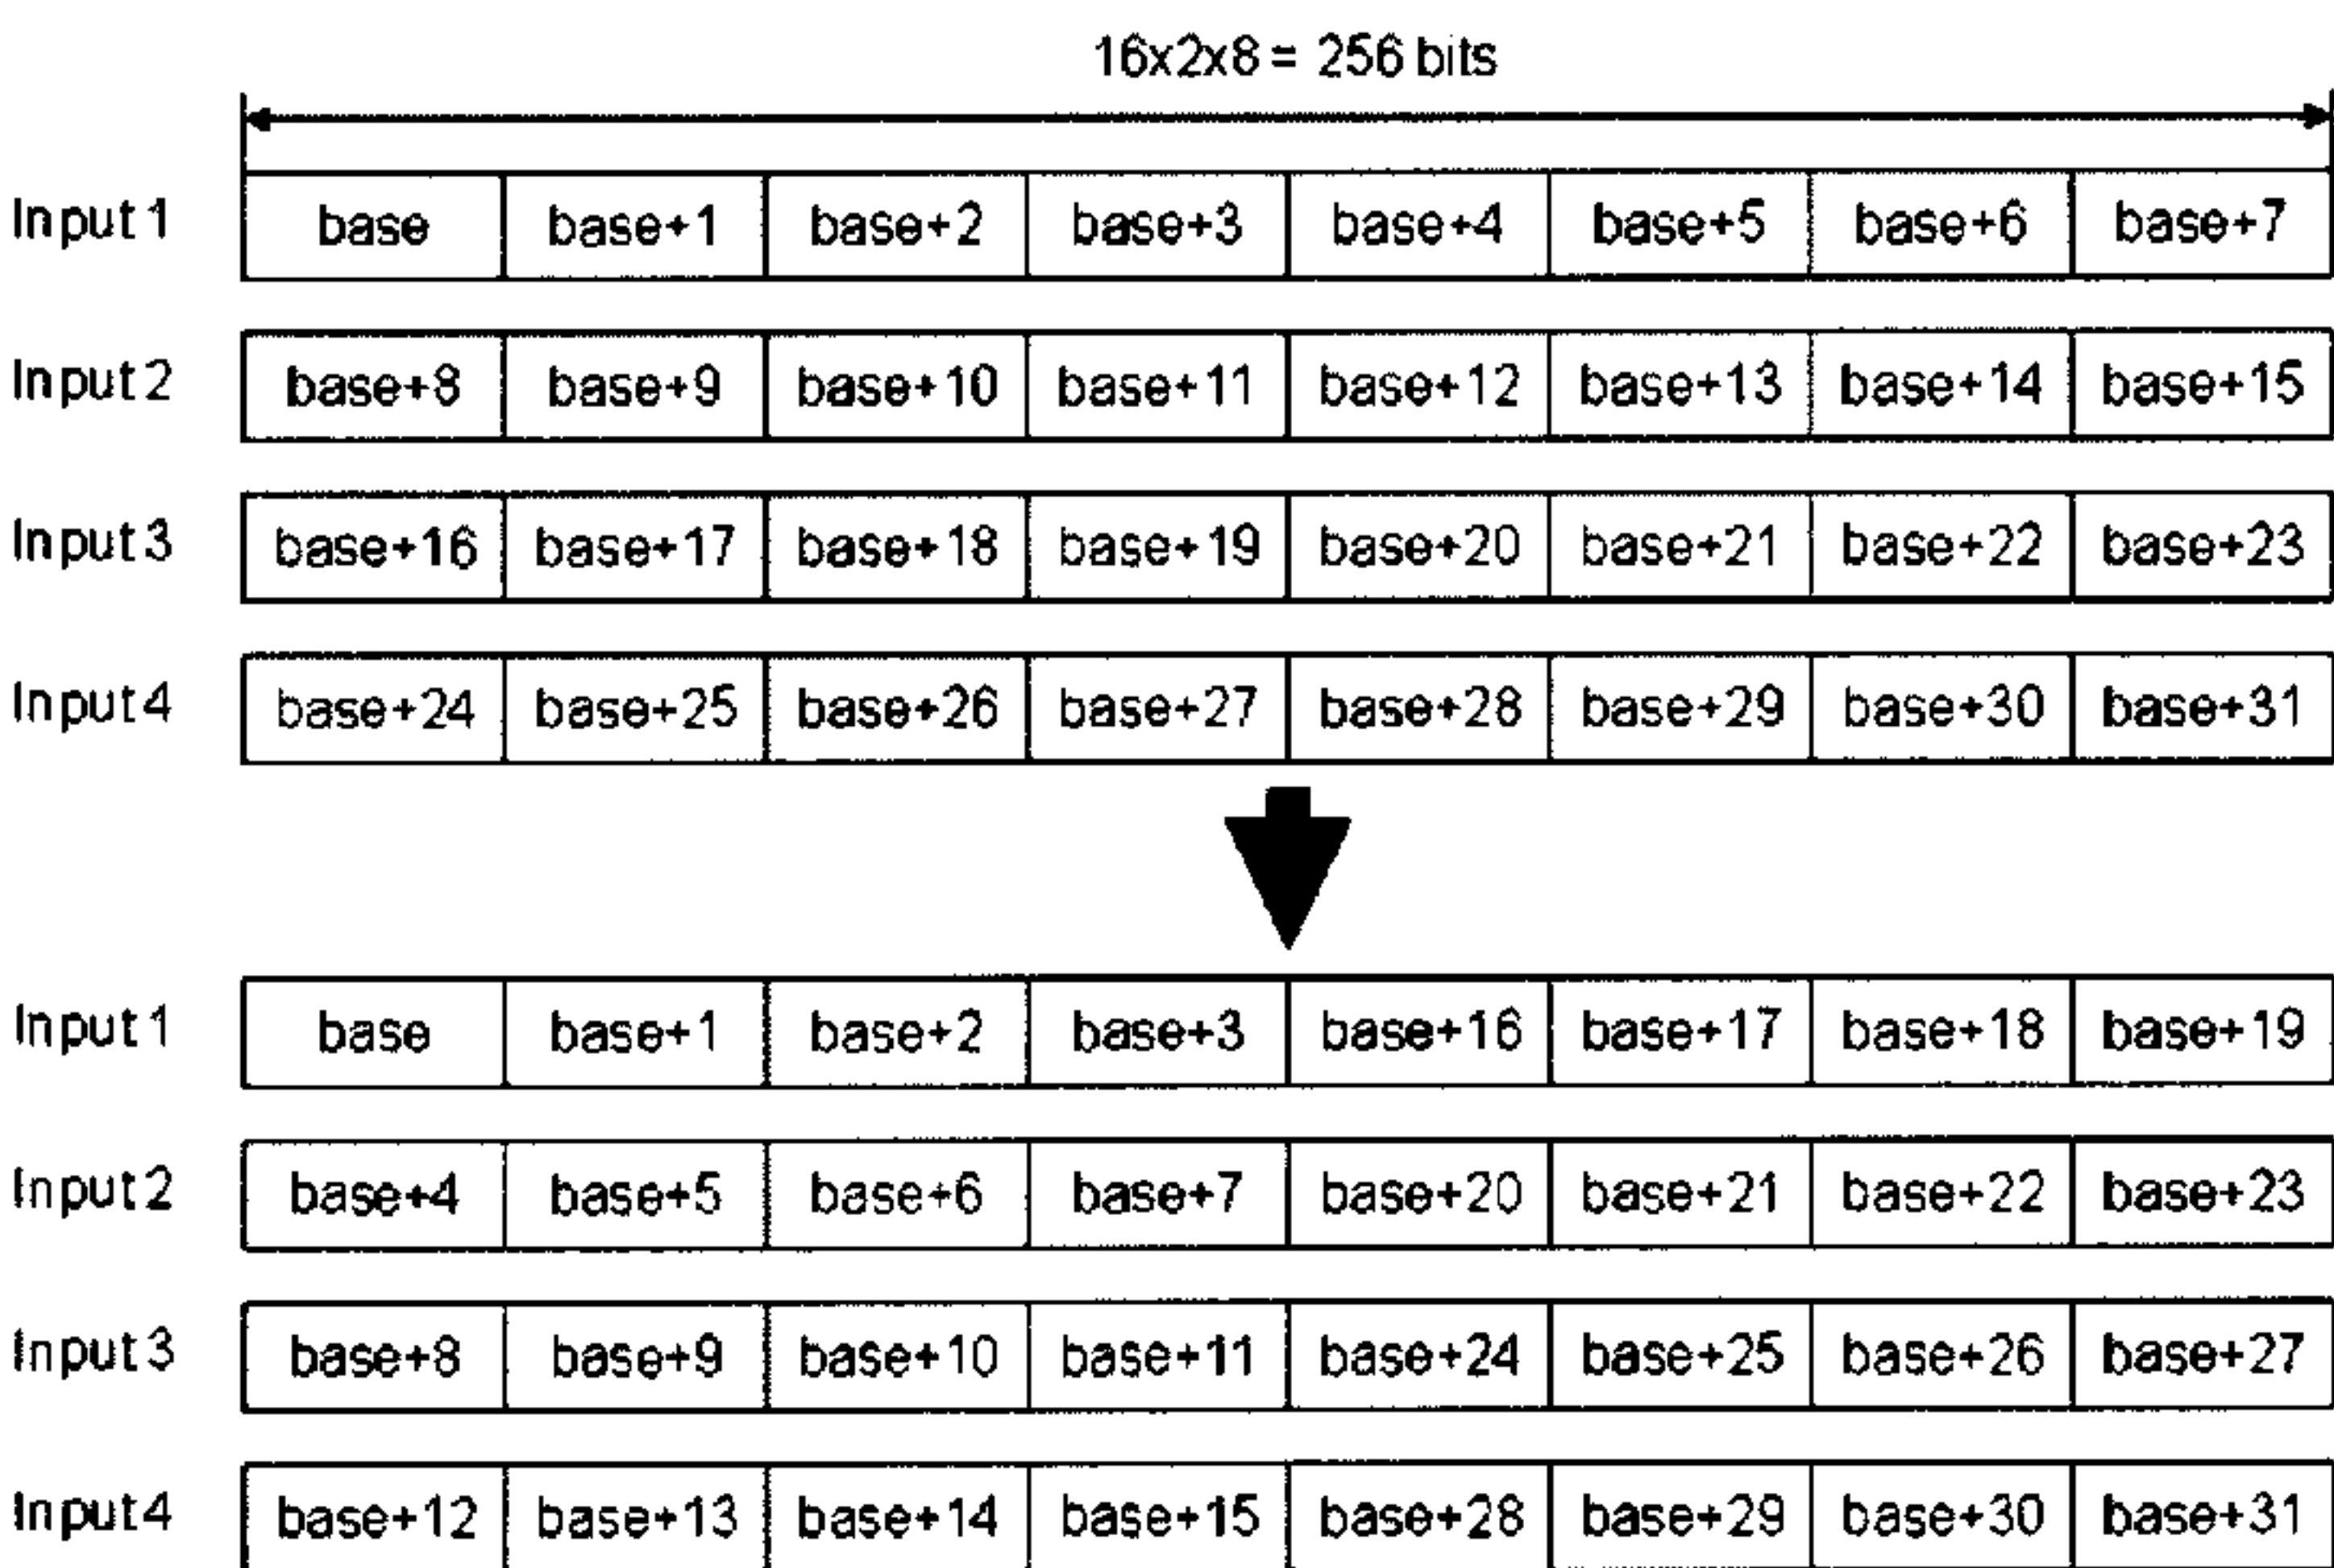 16x2x8 = 256 bits
Input 1 base base+1 base+2 base+3 base+4 base+5 base+6 base+7
Input 2 base+8 base+9 base+10 base+11 base+12 base+13 base+14 base+15
Input 3 base+16 base+17 base+18 base+19 base+20 base+21 base+22 base+23
Input 4 base+24 base+25 base+26 base+27 base+28 base+29 base+30 base+31
Input 1 base base+1 base+2 base+3 base+16 base+17 base+18 base+19
Input 2 base+4 base+5 base+6 base+7 base+20 base+21 base+22 base+23
Input 3 base+8 base+9 base+10 base+11 base+24 base+25 base+26 base+27
Input 4 base+12 base+13 base+14 base+15 base+28 base+29 base+30 base+31